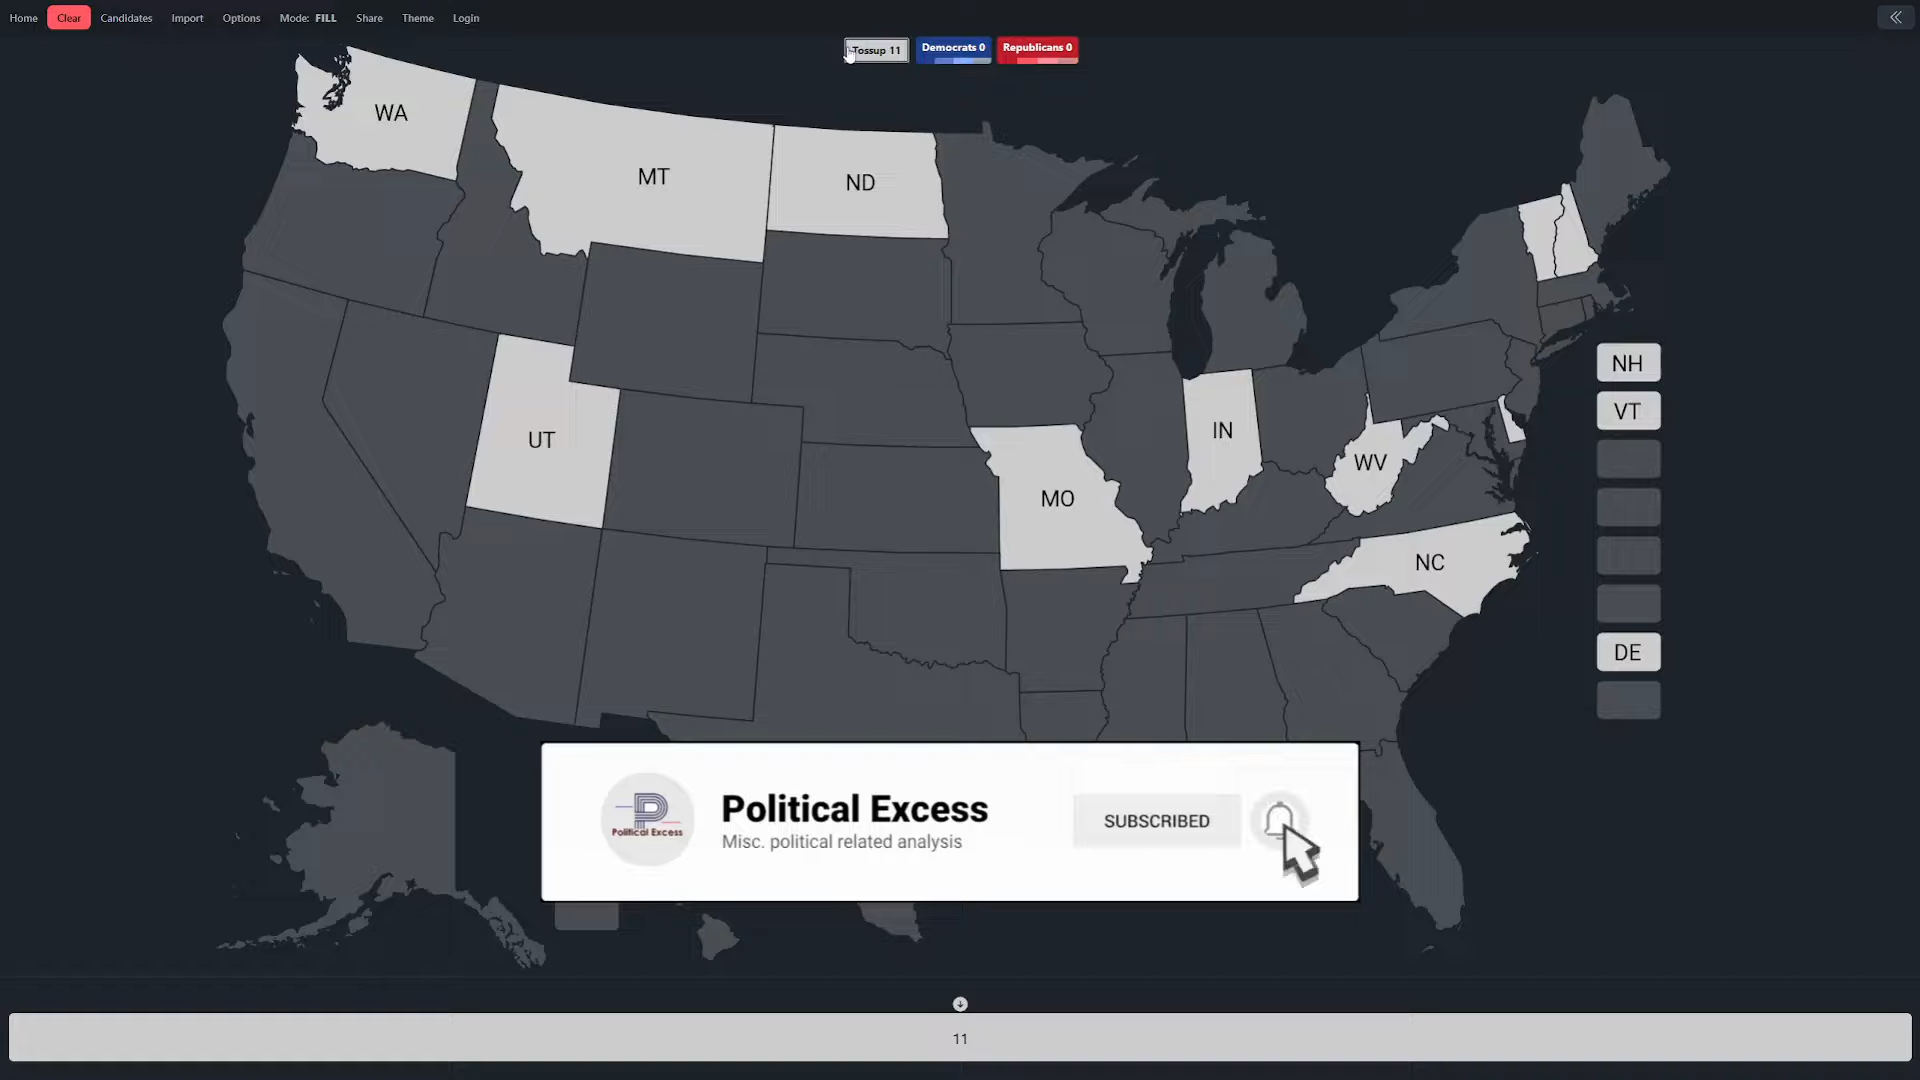 Home Clear Candidates Import Options Mode: FILL Share Theme Login
Tossup 11 Democrats 0 Republicans 0
WA
MT
ND
UT
MO
IN
WV
NC
NH
VT
DE
Political Excess
Political Excess
Misc. political related analysis
SUBSCRIBED
11